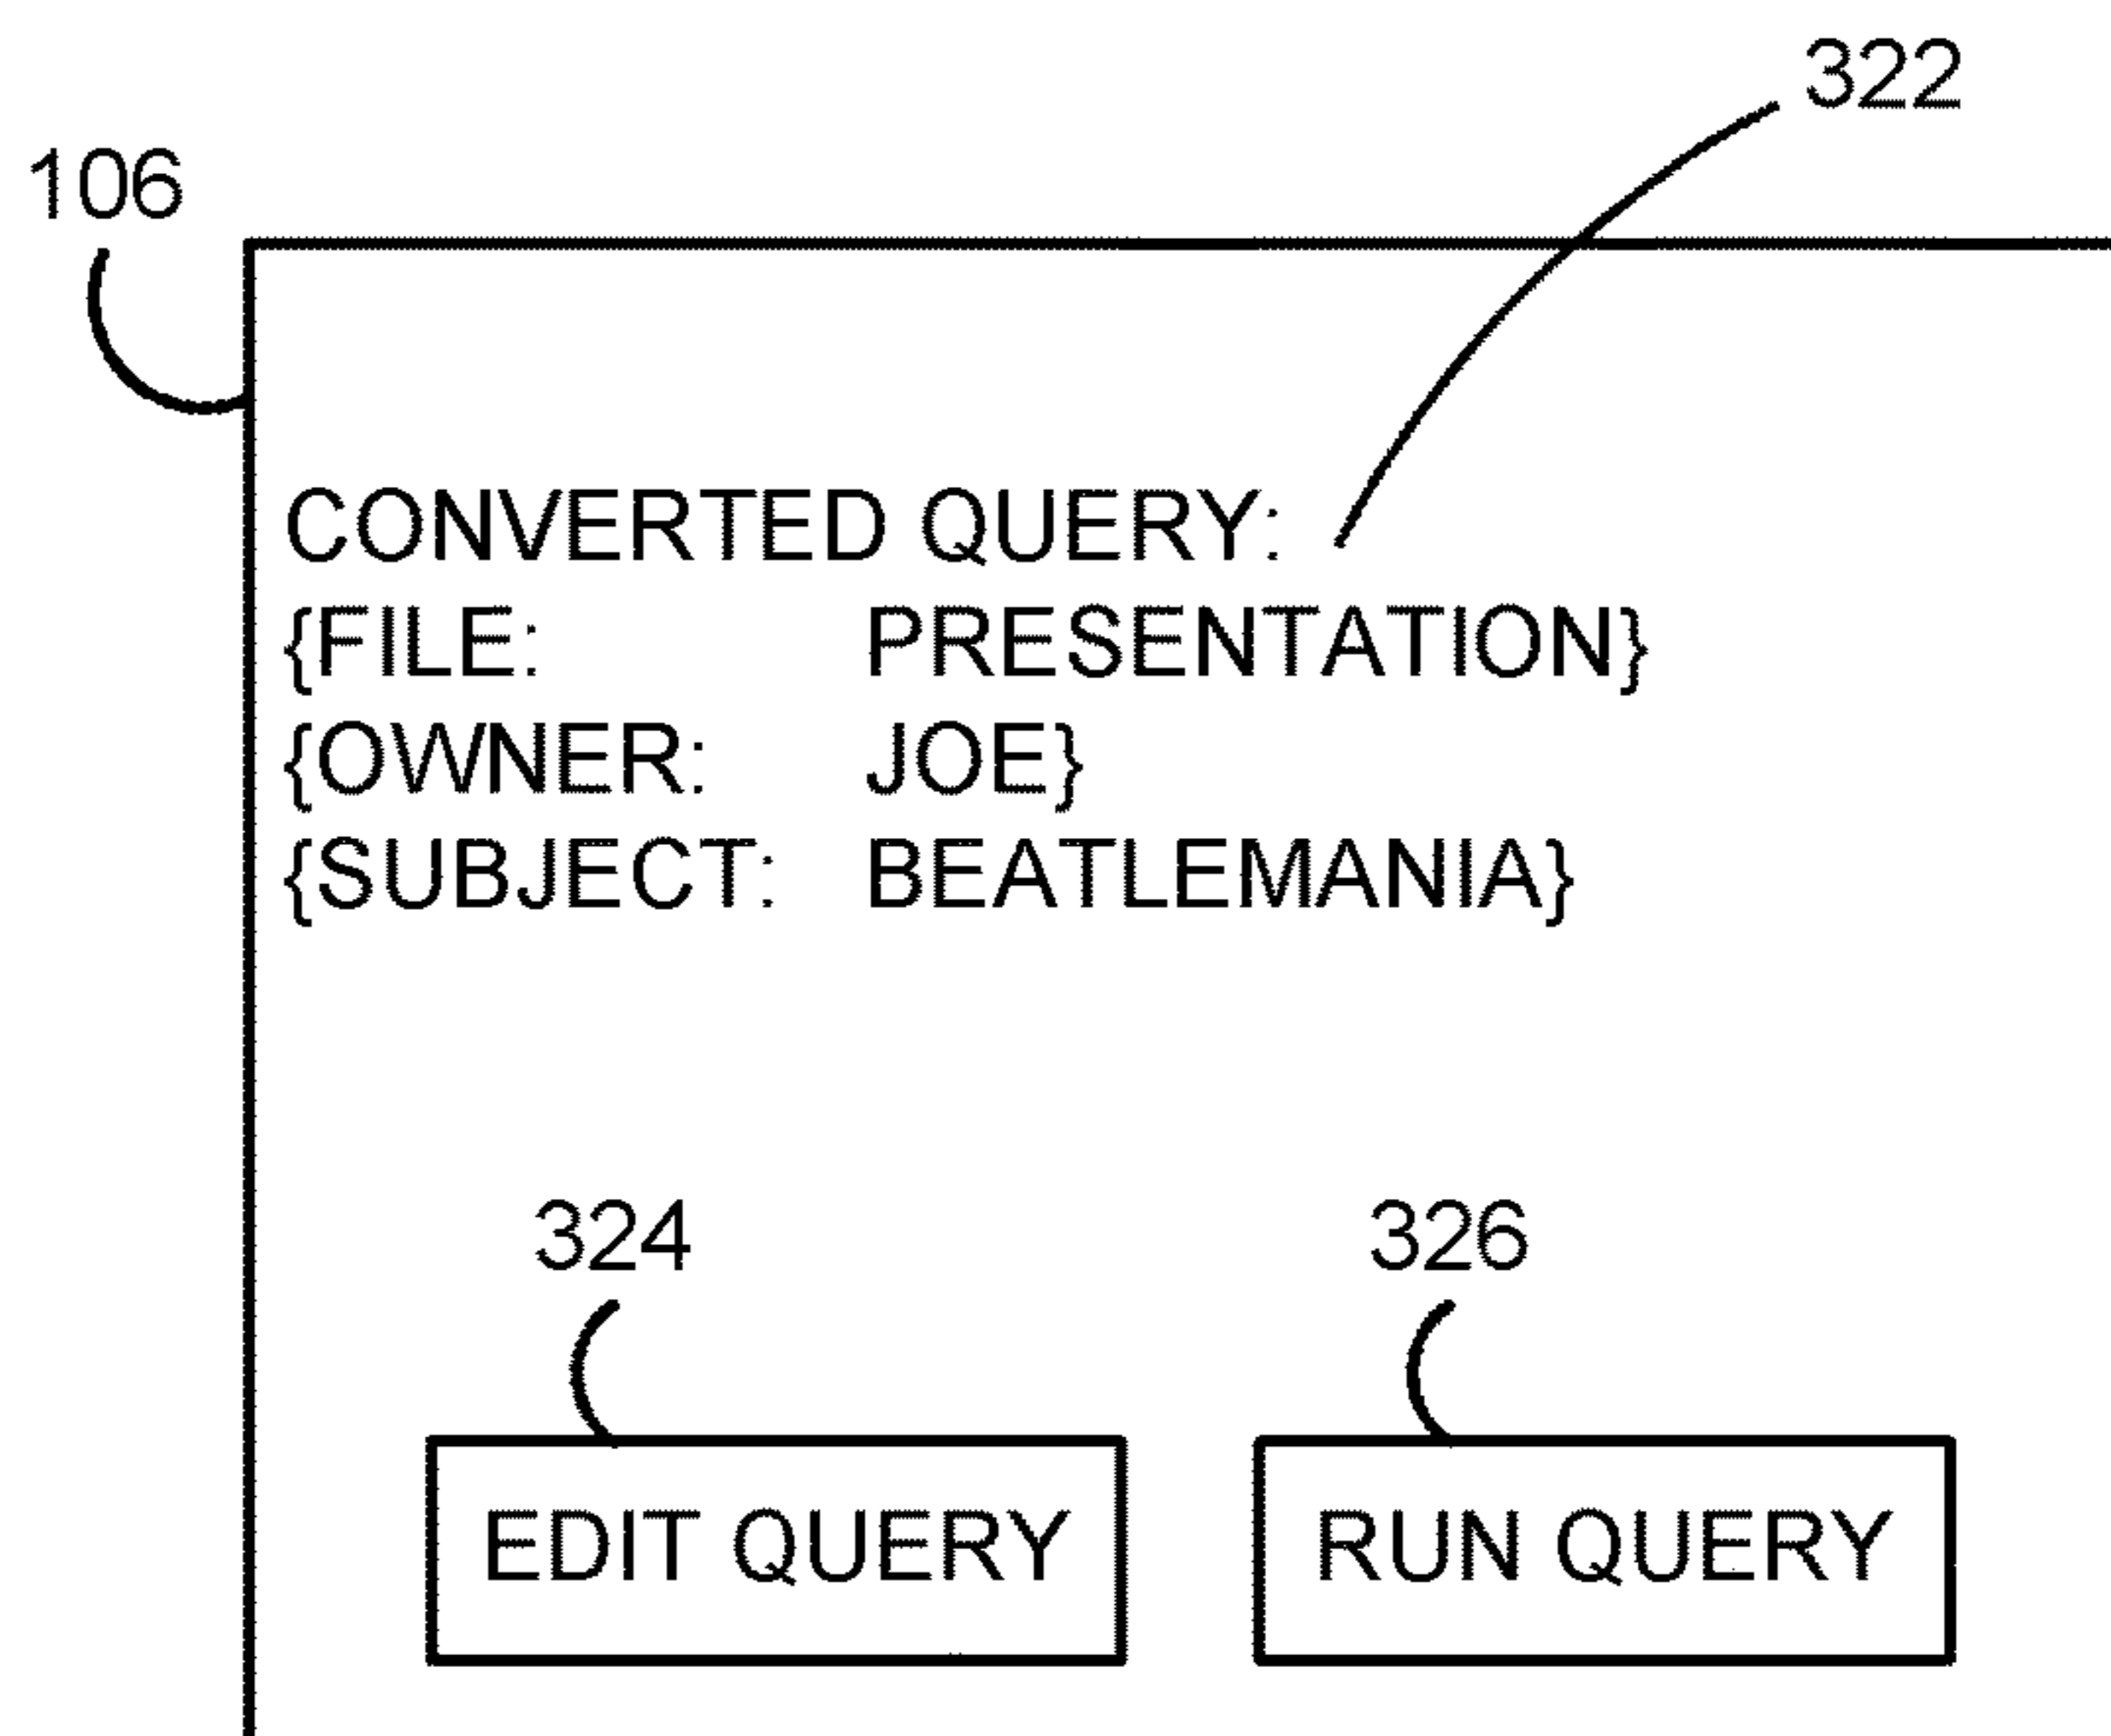 322
106
CONVERTED QUERY:
{FILE: PRESENTATION}
{OWNER: JOE}
{SUBJECT: BEATLEMANIA}
324 326
EDIT QUERY RUN QUERY